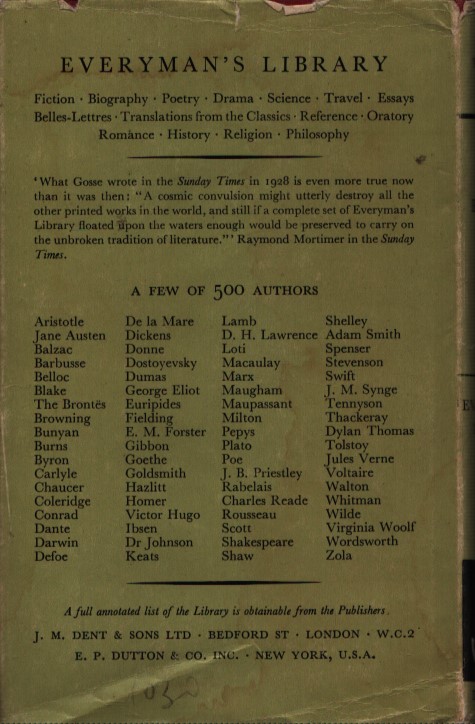 EVERYMAN'S LIBRARY
Fiction · Biography · Poetry · Drama · Science · Travel · Essays
Belles-Lettres · Translations from the Classics · Reference · Oratory
Romance · History · Religion · Philosophy
'What Gosse wrote in the Sunday Times in 1928 is even more true now
than it was then: "A cosmic convulsion might utterly destroy all the
other printed works in the world, and still if a complete set of Everyman's
Library floated upon the waters enough would be preserved to carry on
the unbroken tradition of literature."' Raymond Mortimer in the Sunday
Times.
A FEW OF 500 AUTHORS
Aristotle
Jane Austen
Balzac
Barbusse
Belloc
Blake
The Brontës
Browning
Bunyan
Burns
Byron
Carlyle
Chaucer
Coleridge
Conrad
Dante
Darwin
Defoe
De la Mare
Dickens
Donne
Dostoyevsky
Dumas
George Eliot
Euripides
Fielding
E. M. Forster
Gibbon
Goethe
Goldsmith
Hazlitt
Homer
Victor Hugo
Ibsen
Dr Johnson
Keats
Lamb
D. H. Lawrence
Loti
Macaulay
Marx
Maugham
Maupassant
Milton
Pepys
Plato
Poe
J. B. Priestley
Rabelais
Charles Reade
Rousseau
Scott
Shakespeare
Shaw
Shelley
Adam Smith
Spenser
Stevenson
Swift
J. M. Synge
Tennyson
Thackeray
Dylan Thomas
Tolstoy
Jules Verne
Voltaire
Walton
Whitman
Wilde
Virginia Woolf
Wordsworth
Zola
A full annotated list of the Library is obtainable from the Publishers.
J. M. DENT & SONS LTD · BEDFORD ST · LONDON · W.C.2
E. P. DUTTON & CO. INC. · NEW YORK, U.S.A.